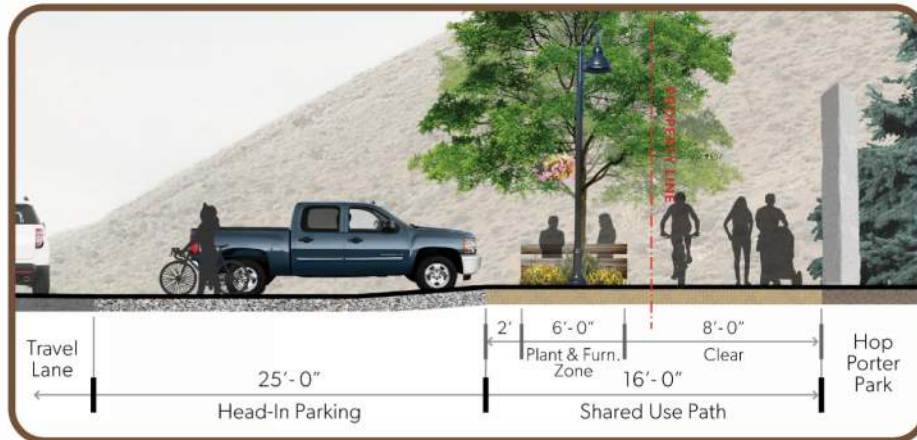 PROPERTY LINE
2'
6'-0"
8'-0"
Travel
Lane
Plant & Furn.
Zone
Clear
Hop
Porter
Park
25'-0"
16'-0"
Head-In Parking
Shared Use Path